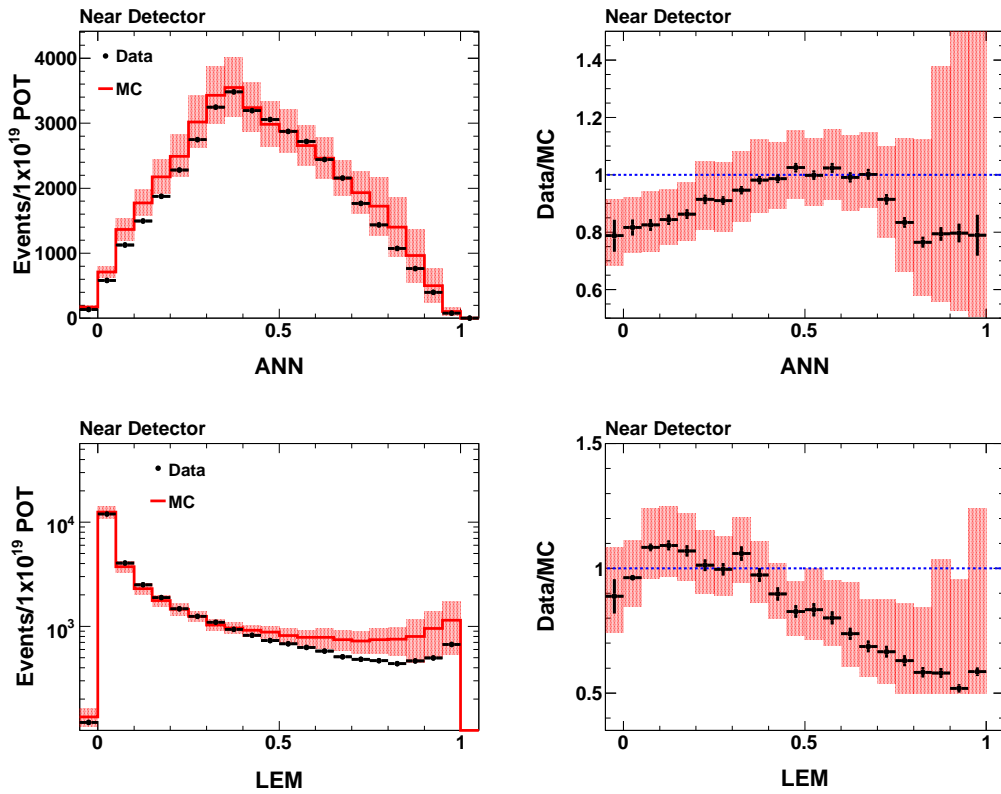 Near Detector
Data
MC
Events/1x10^19 POT
4000
3000
2000
1000
0
0
0.5
1
ANN
Near Detector
Data/MC
1.4
1.2
1
0.8
0.6
0
0.5
1
ANN
Near Detector
Data
MC
Events/1x10^19 POT
10^4
10^3
0
0.5
1
LEM
Near Detector
Data/MC
1.5
1
0.5
0
0.5
1
LEM